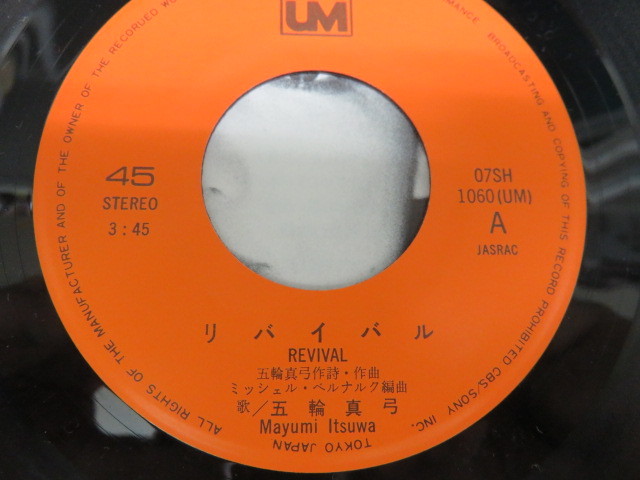 UM
45
STEREO
3:45
07SH
1060(UM)
A
JASRAC
リバイバル
REVIVAL
五輪真弓作詩・作曲
ミッシェル・ベルナルク編曲
歌/五輪真弓
Mayumi Itsuwa
ALL RIGHTS OF THE MANUFACTURER AND OF THE OWNER OF THE RECORDED WO
MANCE BROADCASTING AND COPYING OF THIS RECORD PROHIBITED CBS/SONY INC.
TOKYO JAPAN